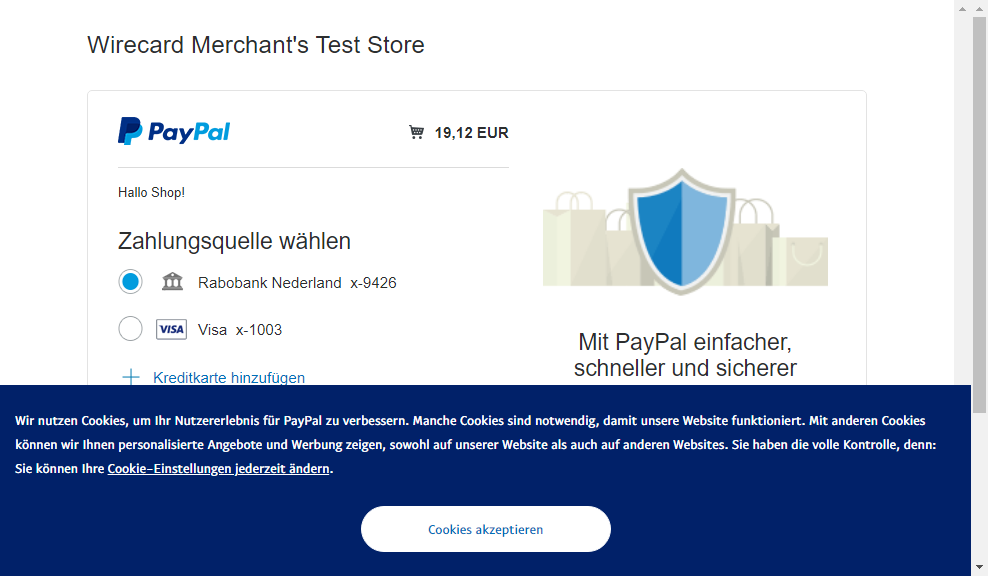 Wirecard Merchant's Test Store
PayPal
19,12 EUR
Hallo Shop!
Zahlungsquelle wählen
Rabobank Nederland x-9426
VISA Visa x-1003
Kreditkarte hinzufügen
Mit PayPal einfacher,
schneller und sicherer
Wir nutzen Cookies, um Ihr Nutzererlebnis für PayPal zu verbessern. Manche Cookies sind notwendig, damit unsere Website funktioniert. Mit anderen Cookies
können wir Ihnen personalisierte Angebote und Werbung zeigen, sowohl auf unserer Website als auch auf anderen Websites. Sie haben die volle Kontrolle, denn:
Sie können Ihre Cookie-Einstellungen jederzeit ändern.
Cookies akzeptieren